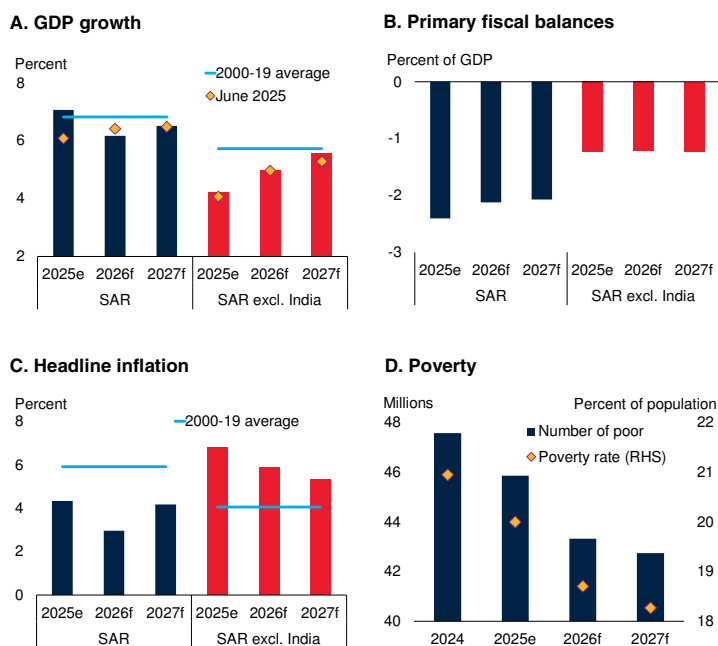 A. GDP growth
Percent
2000-19 average
June 2025
8
6
4
2
2025e 2026f 2027f 2025e 2026f 2027f
SAR SAR excl. India
B. Primary fiscal balances
Percent of GDP
0
-1
-2
-3
2025e 2026f 2027f 2025e 2026f 2027f
SAR SAR excl. India
C. Headline inflation
Percent
2000-19 average
8
6
4
2
0
2025e 2026f 2027f 2025e 2026f 2027f
SAR SAR excl. India
D. Poverty
Millions Percent of population
Number of poor
Poverty rate (RHS)
48 22
46 21
44 20
42 19
40 18
2024 2025e 2026f 2027f